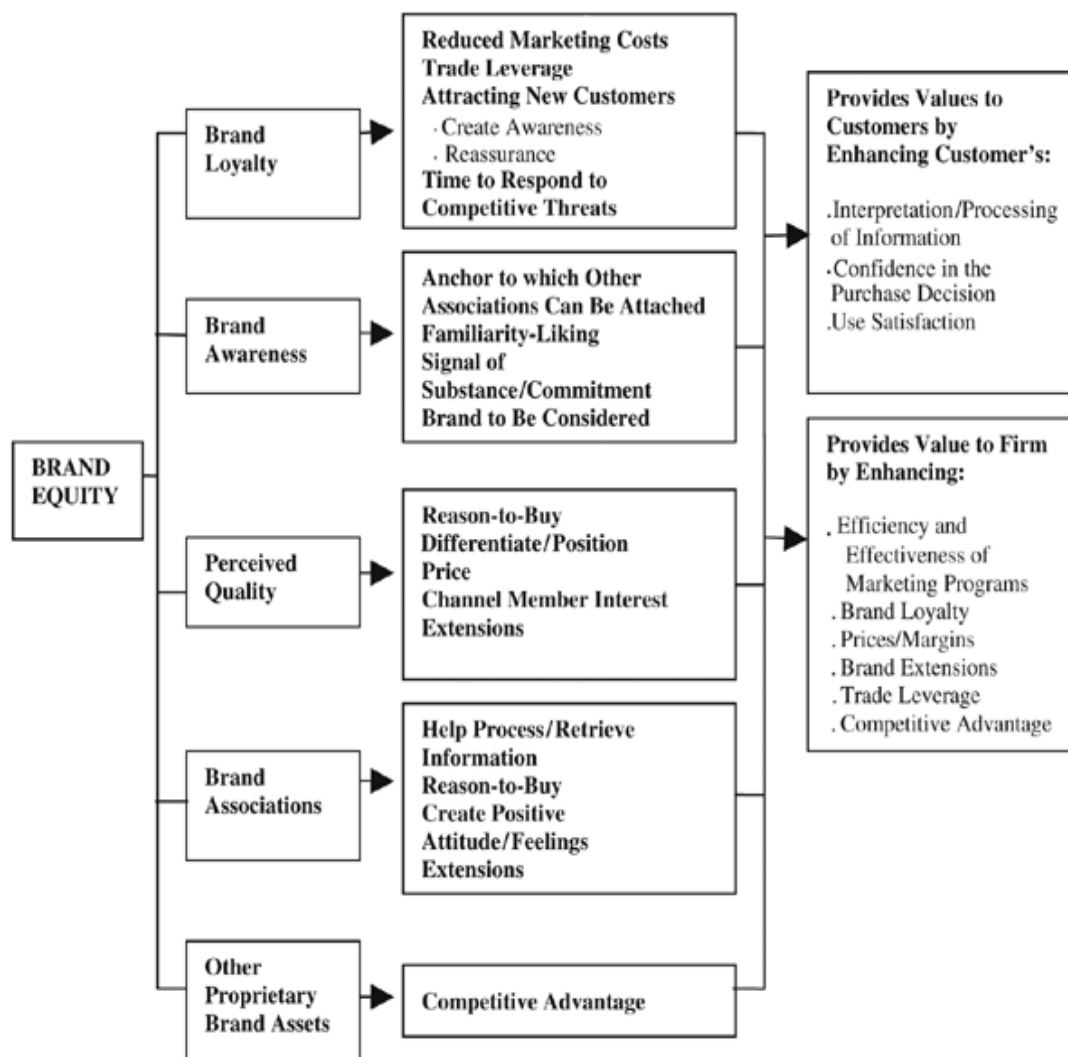 BRAND
EQUITY
Brand
Loyalty
Reduced Marketing Costs
Trade Leverage
Attracting New Customers
· Create Awareness
· Reassurance
Time to Respond to
Competitive Threats
Brand
Awareness
Anchor to which Other
Associations Can Be Attached
Familiarity-Liking
Signal of
Substance/Commitment
Brand to Be Considered
Perceived
Quality
Reason-to-Buy
Differentiate/Position
Price
Channel Member Interest
Extensions
Brand
Associations
Help Process/Retrieve
Information
Reason-to-Buy
Create Positive
Attitude/Feelings
Extensions
Other
Proprietary
Brand Assets
Competitive Advantage
Provides Values to
Customers by
Enhancing Customer's:
.Interpretation/Processing
of Information
.Confidence in the
Purchase Decision
.Use Satisfaction
Provides Value to Firm
by Enhancing:
. Efficiency and
Effectiveness of
Marketing Programs
. Brand Loyalty
. Prices/Margins
. Brand Extensions
. Trade Leverage
. Competitive Advantage